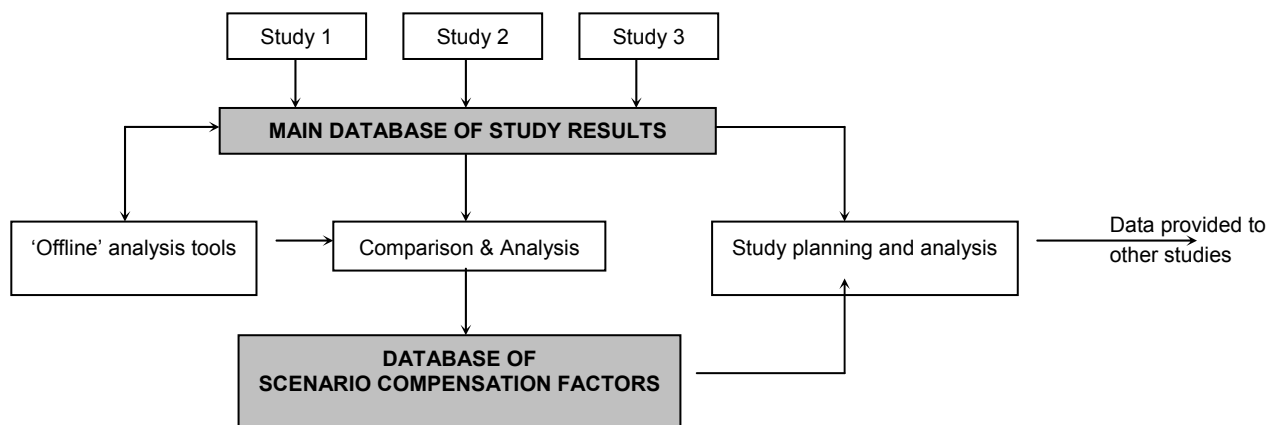 Study 1
Study 2
Study 3
MAIN DATABASE OF STUDY RESULTS
‘Offline’ analysis tools
Comparison & Analysis
Study planning and analysis
Data provided to
other studies
DATABASE OF
SCENARIO COMPENSATION FACTORS